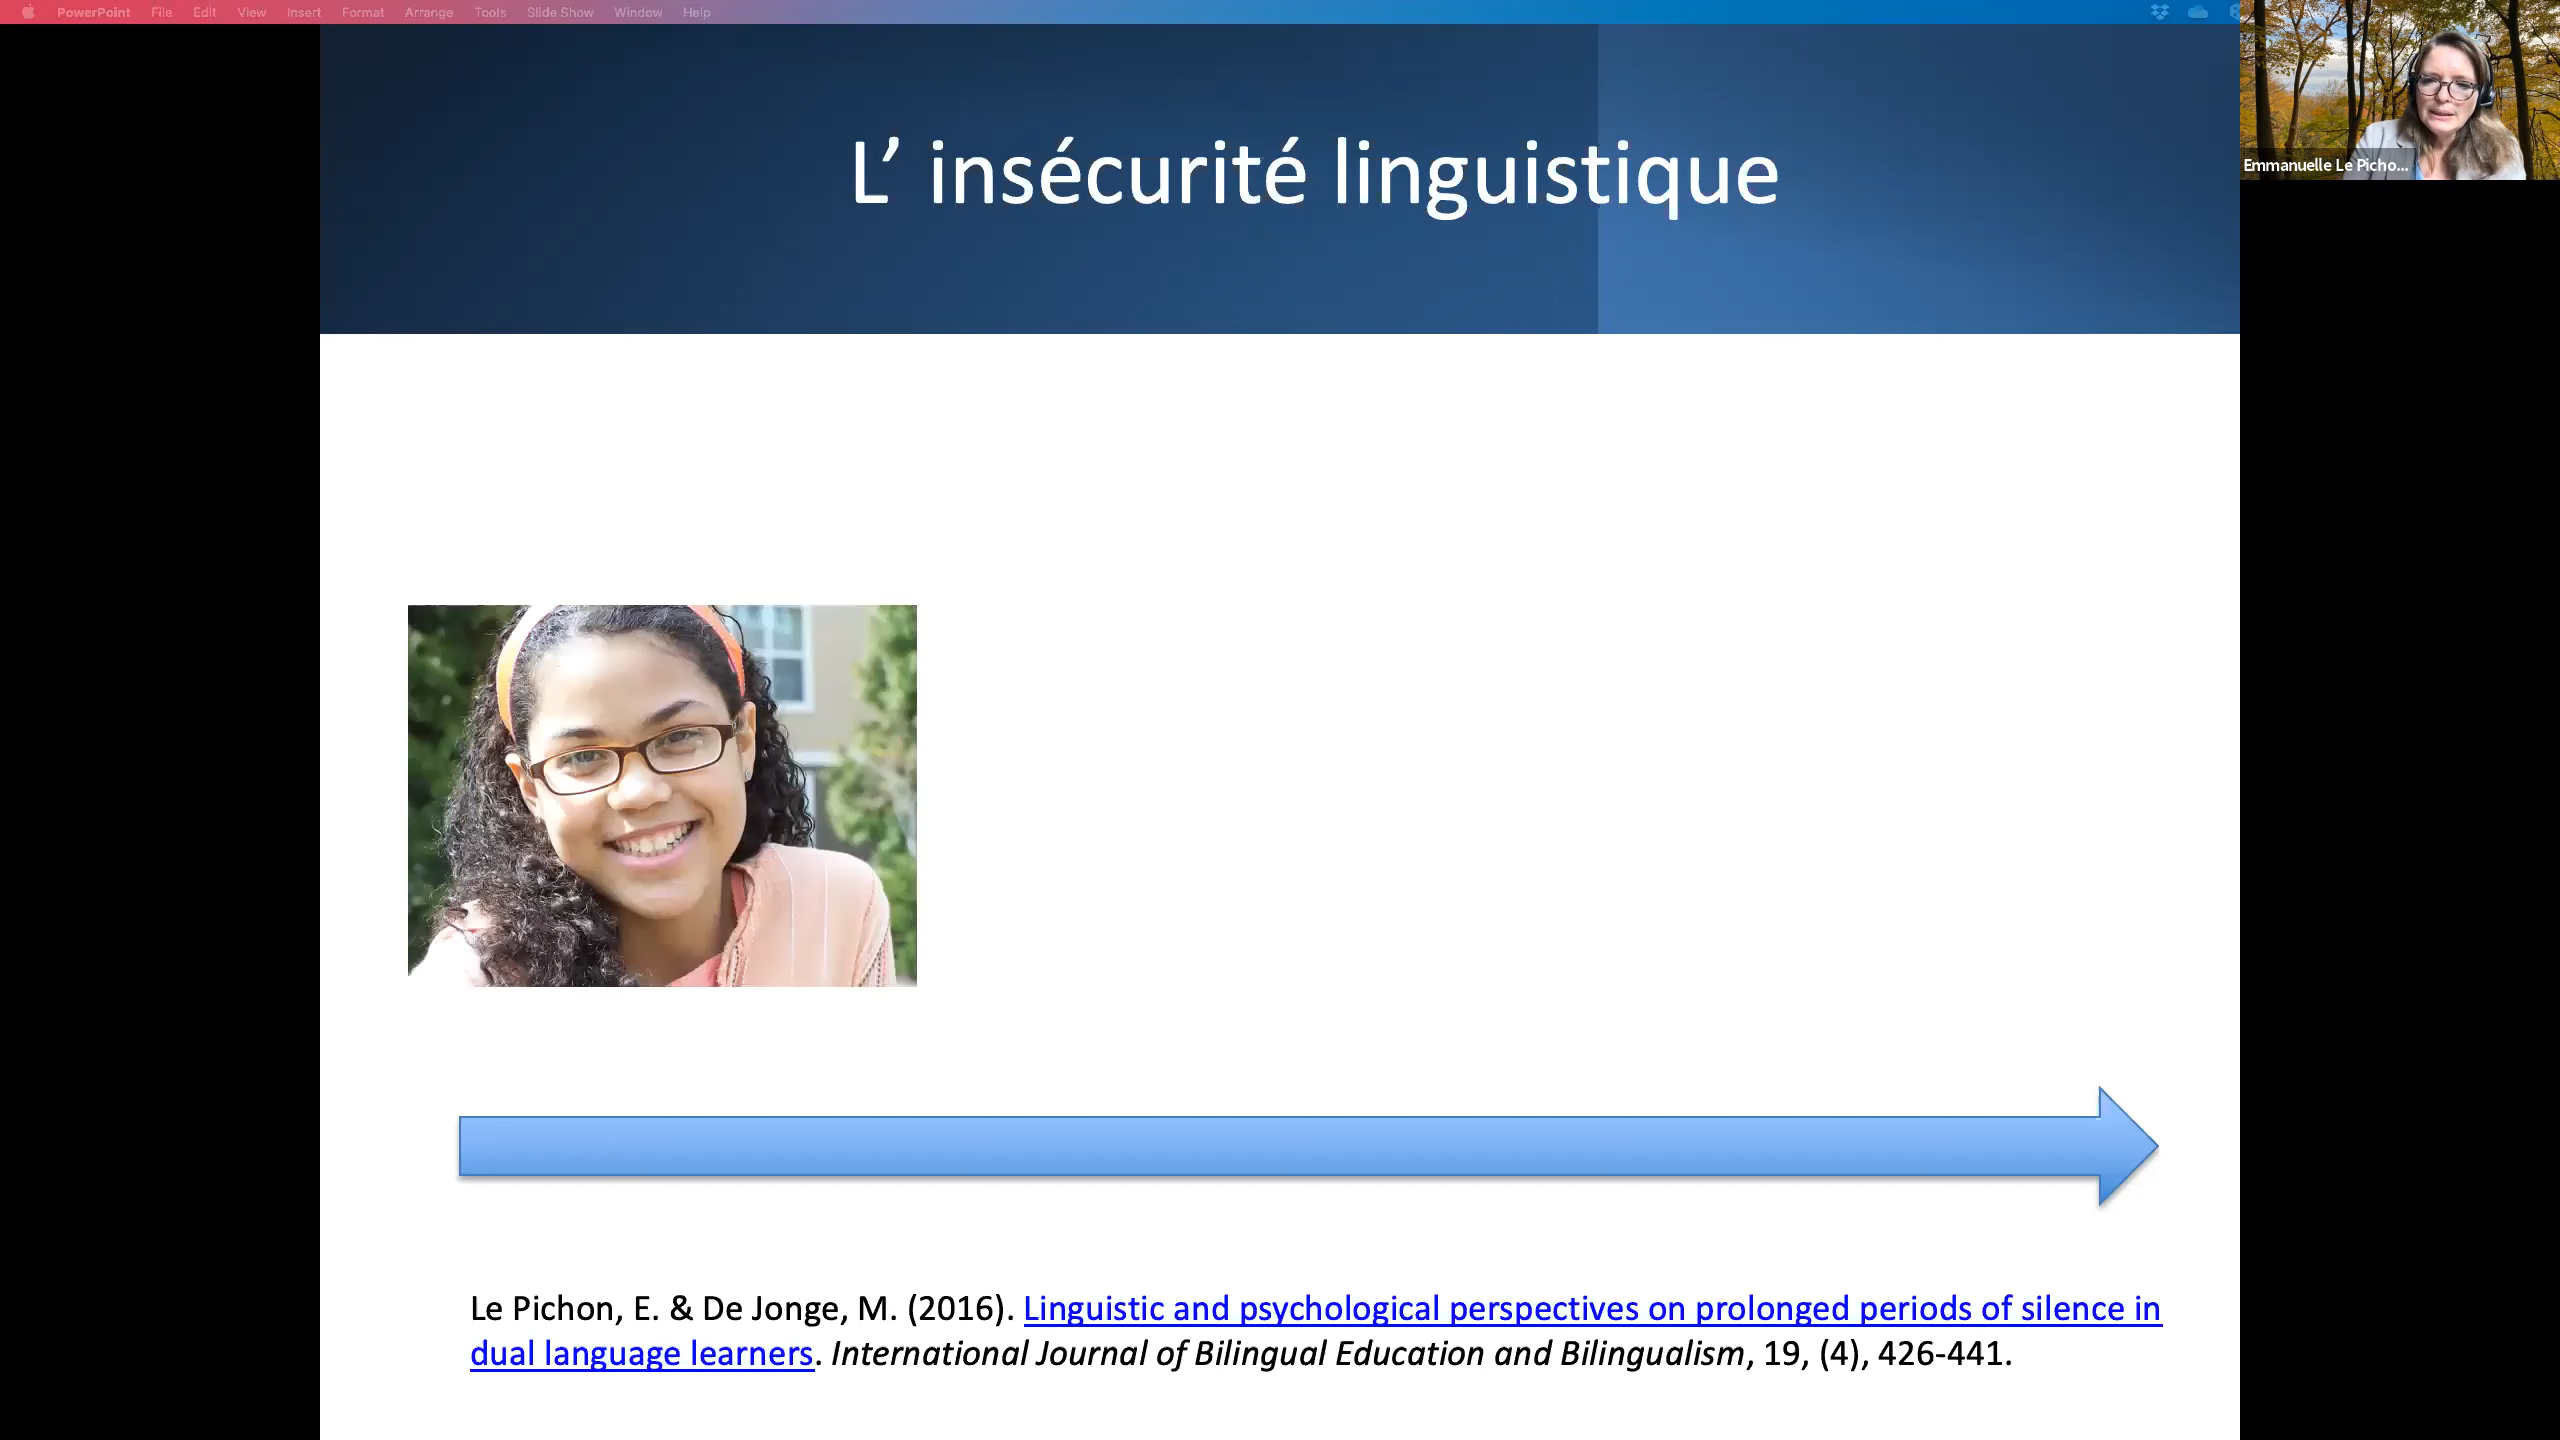 PowerPoint File Edit View Insert Format Arrange Tools Slide Show Window Help
Emmanuelle Le Picho...
L’ insécurité linguistique
Le Pichon, E. & De Jonge, M. (2016). Linguistic and psychological perspectives on prolonged periods of silence in
dual language learners. International Journal of Bilingual Education and Bilingualism, 19, (4), 426-441.